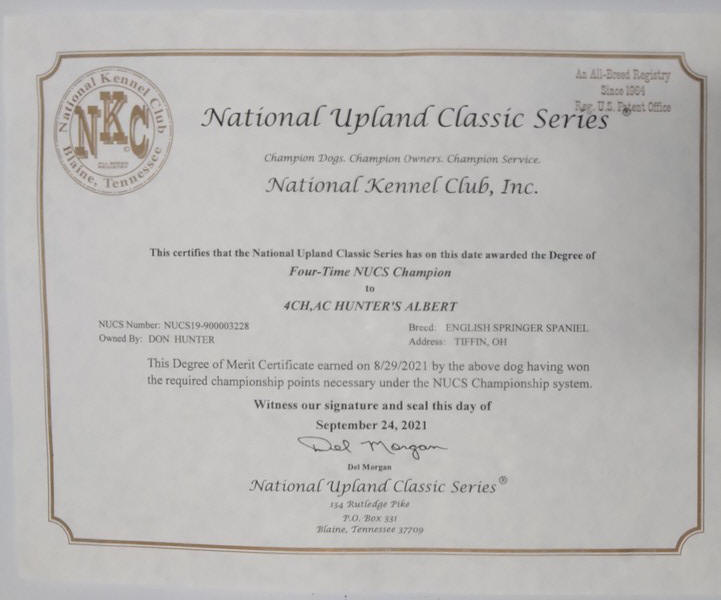 National Kennel Club
NKC
ALL BREED
REGISTRY
Blaine, Tennessee
An All-Breed Registry
Since 1964
Reg. U.S. Patent Office
National Upland Classic Series®
Champion Dogs. Champion Owners. Champion Service.
National Kennel Club, Inc.
This certifies that the National Upland Classic Series has on this date awarded the Degree of
Four-Time NUCS Champion
to
4CH,AC HUNTER'S ALBERT
NUCS Number: NUCS19-900003228
Owned By: DON HUNTER
Breed: ENGLISH SPRINGER SPANIEL
Address: TIFFIN, OH
This Degree of Merit Certificate earned on 8/29/2021 by the above dog having won
the required championship points necessary under the NUCS Championship system.
Witness our signature and seal this day of
September 24, 2021
Del Morgan
Del Morgan
National Upland Classic Series®
134 Rutledge Pike
P.O. Box 331
Blaine, Tennessee 37709